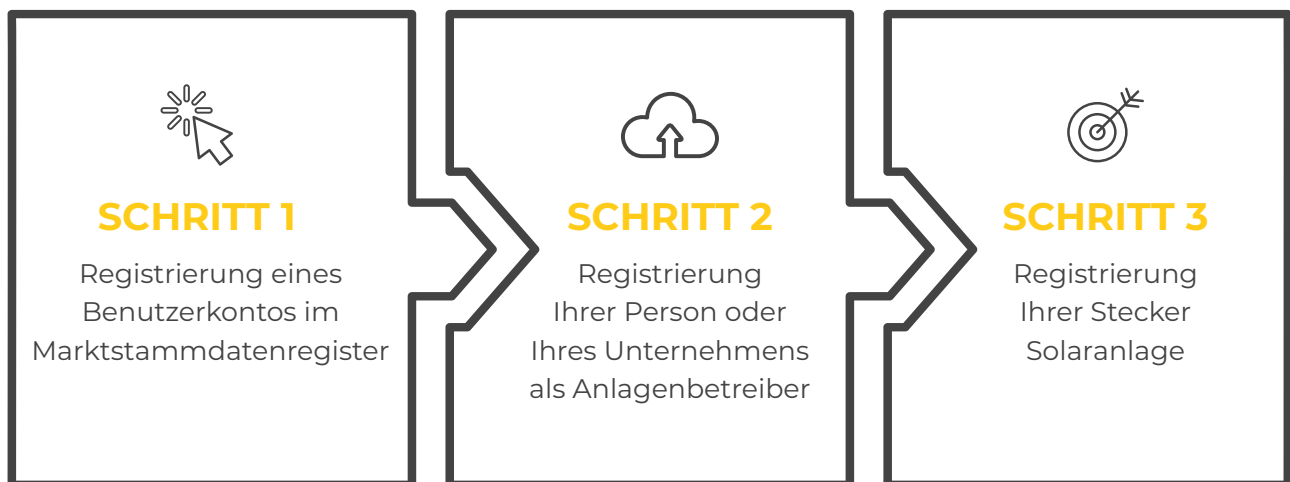 SCHRITT 1
Registrierung eines
Benutzerkontos im
Marktstammdatenregister
SCHRITT 2
Registrierung
Ihrer Person oder
Ihres Unternehmens
als Anlagenbetreiber
SCHRITT 3
Registrierung
Ihrer Stecker
Solaranlage